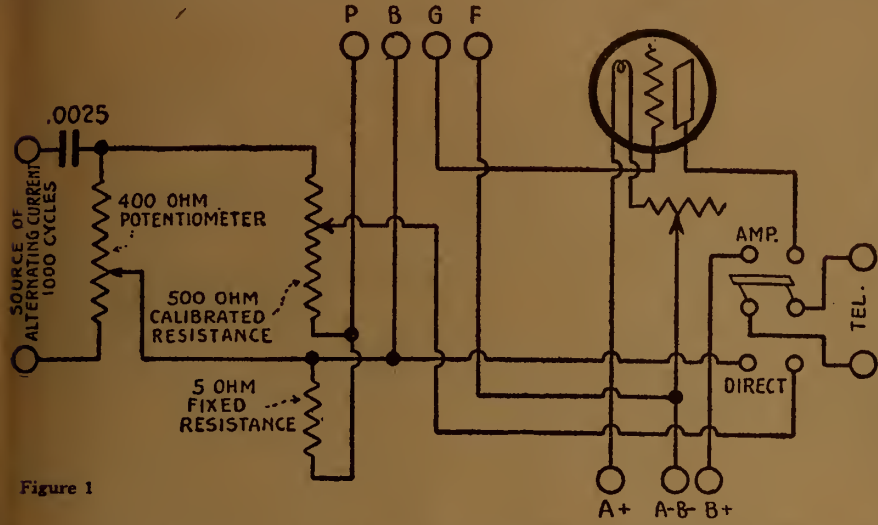 P B G F
.0025
SOURCE OF
ALTERNATING CURRENT
1000 CYCLES
400 OHM
POTENTIOMETER
500 OHM
CALIBRATED
RESISTANCE
5 OHM
FIXED
RESISTANCE
AMP.
TEL.
DIRECT
A+ A-B- B+
Figure 1